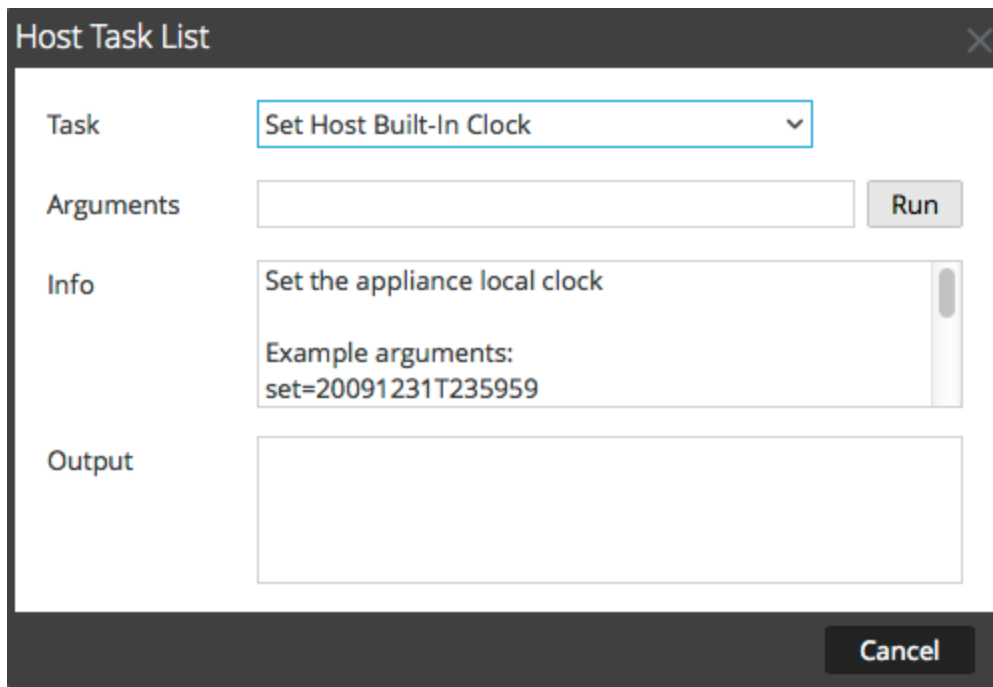 Host Task List
Task
Set Host Built-In Clock
Arguments
Run
Info
Set the appliance local clock
Example arguments:
set=20091231T235959
Output
Cancel